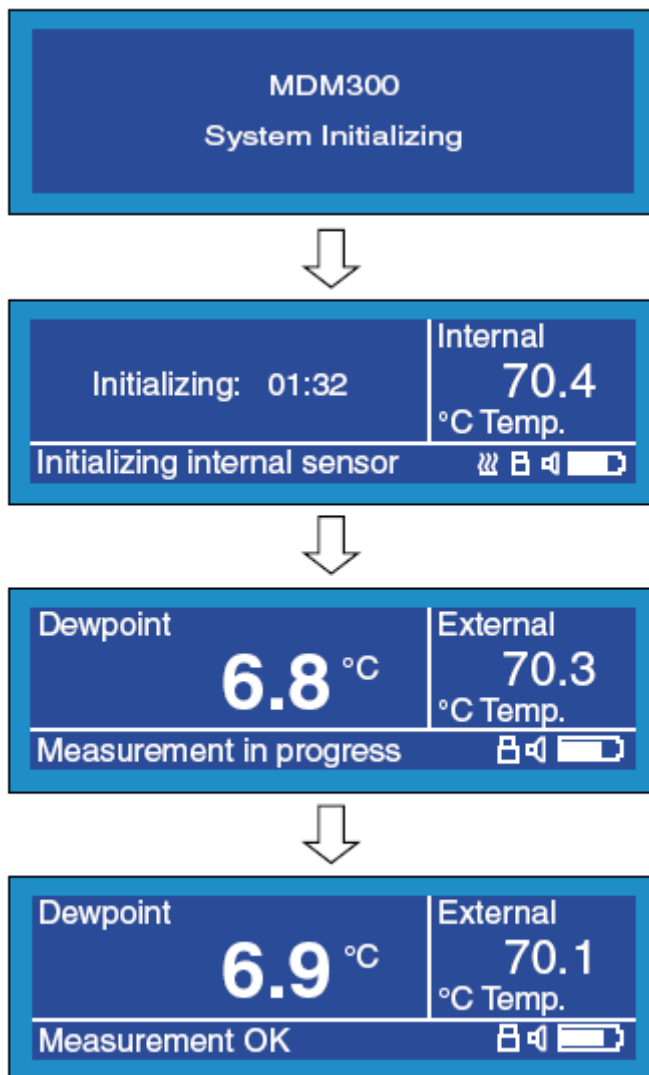 MDM300
System Initializing
Initializing: 01:32
Internal
70.4
°C Temp.
Initializing internal sensor
Dewpoint
6.8 °C
External
70.3
°C Temp.
Measurement in progress
Dewpoint
6.9 °C
External
70.1
°C Temp.
Measurement OK